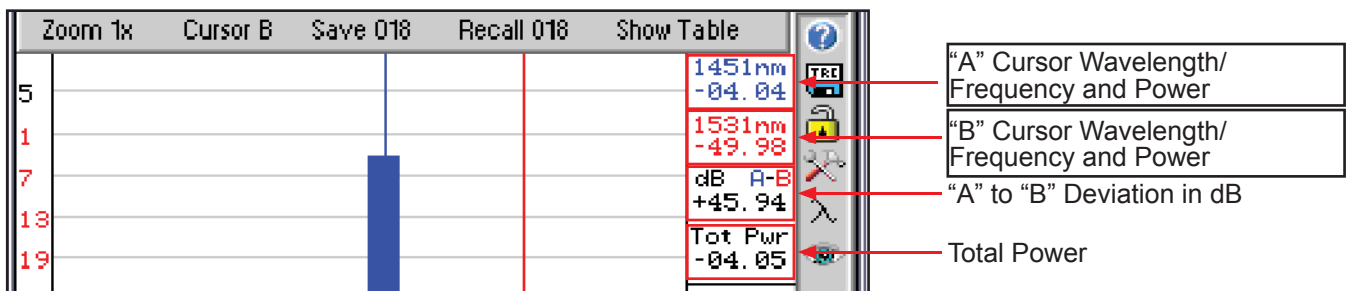 Zoom 1x Cursor B Save 018 Recall 018 Show Table
5
1
7
13
19
1451nm
-04.04
1531nm
-49.98
dB A-B
+45.94
Tot Pwr
-04.05
TRC
λ
“A” Cursor Wavelength/
Frequency and Power
“B” Cursor Wavelength/
Frequency and Power
“A” to “B” Deviation in dB
Total Power